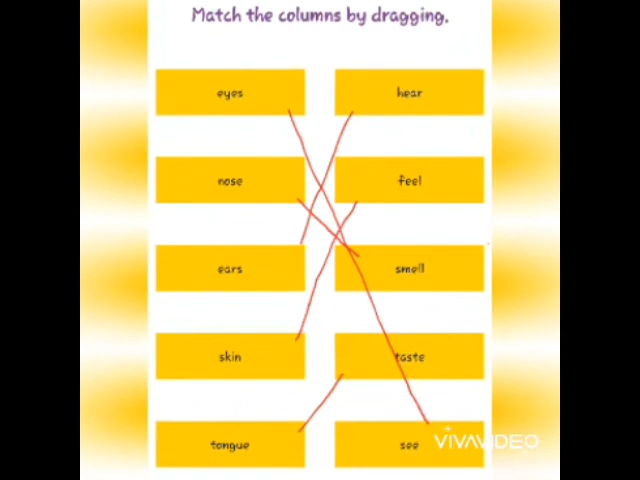 Match the columns by dragging.
eyes
hear
nose
feel
ears
smell
skin
taste
tongue
see
VIVAVIDEO